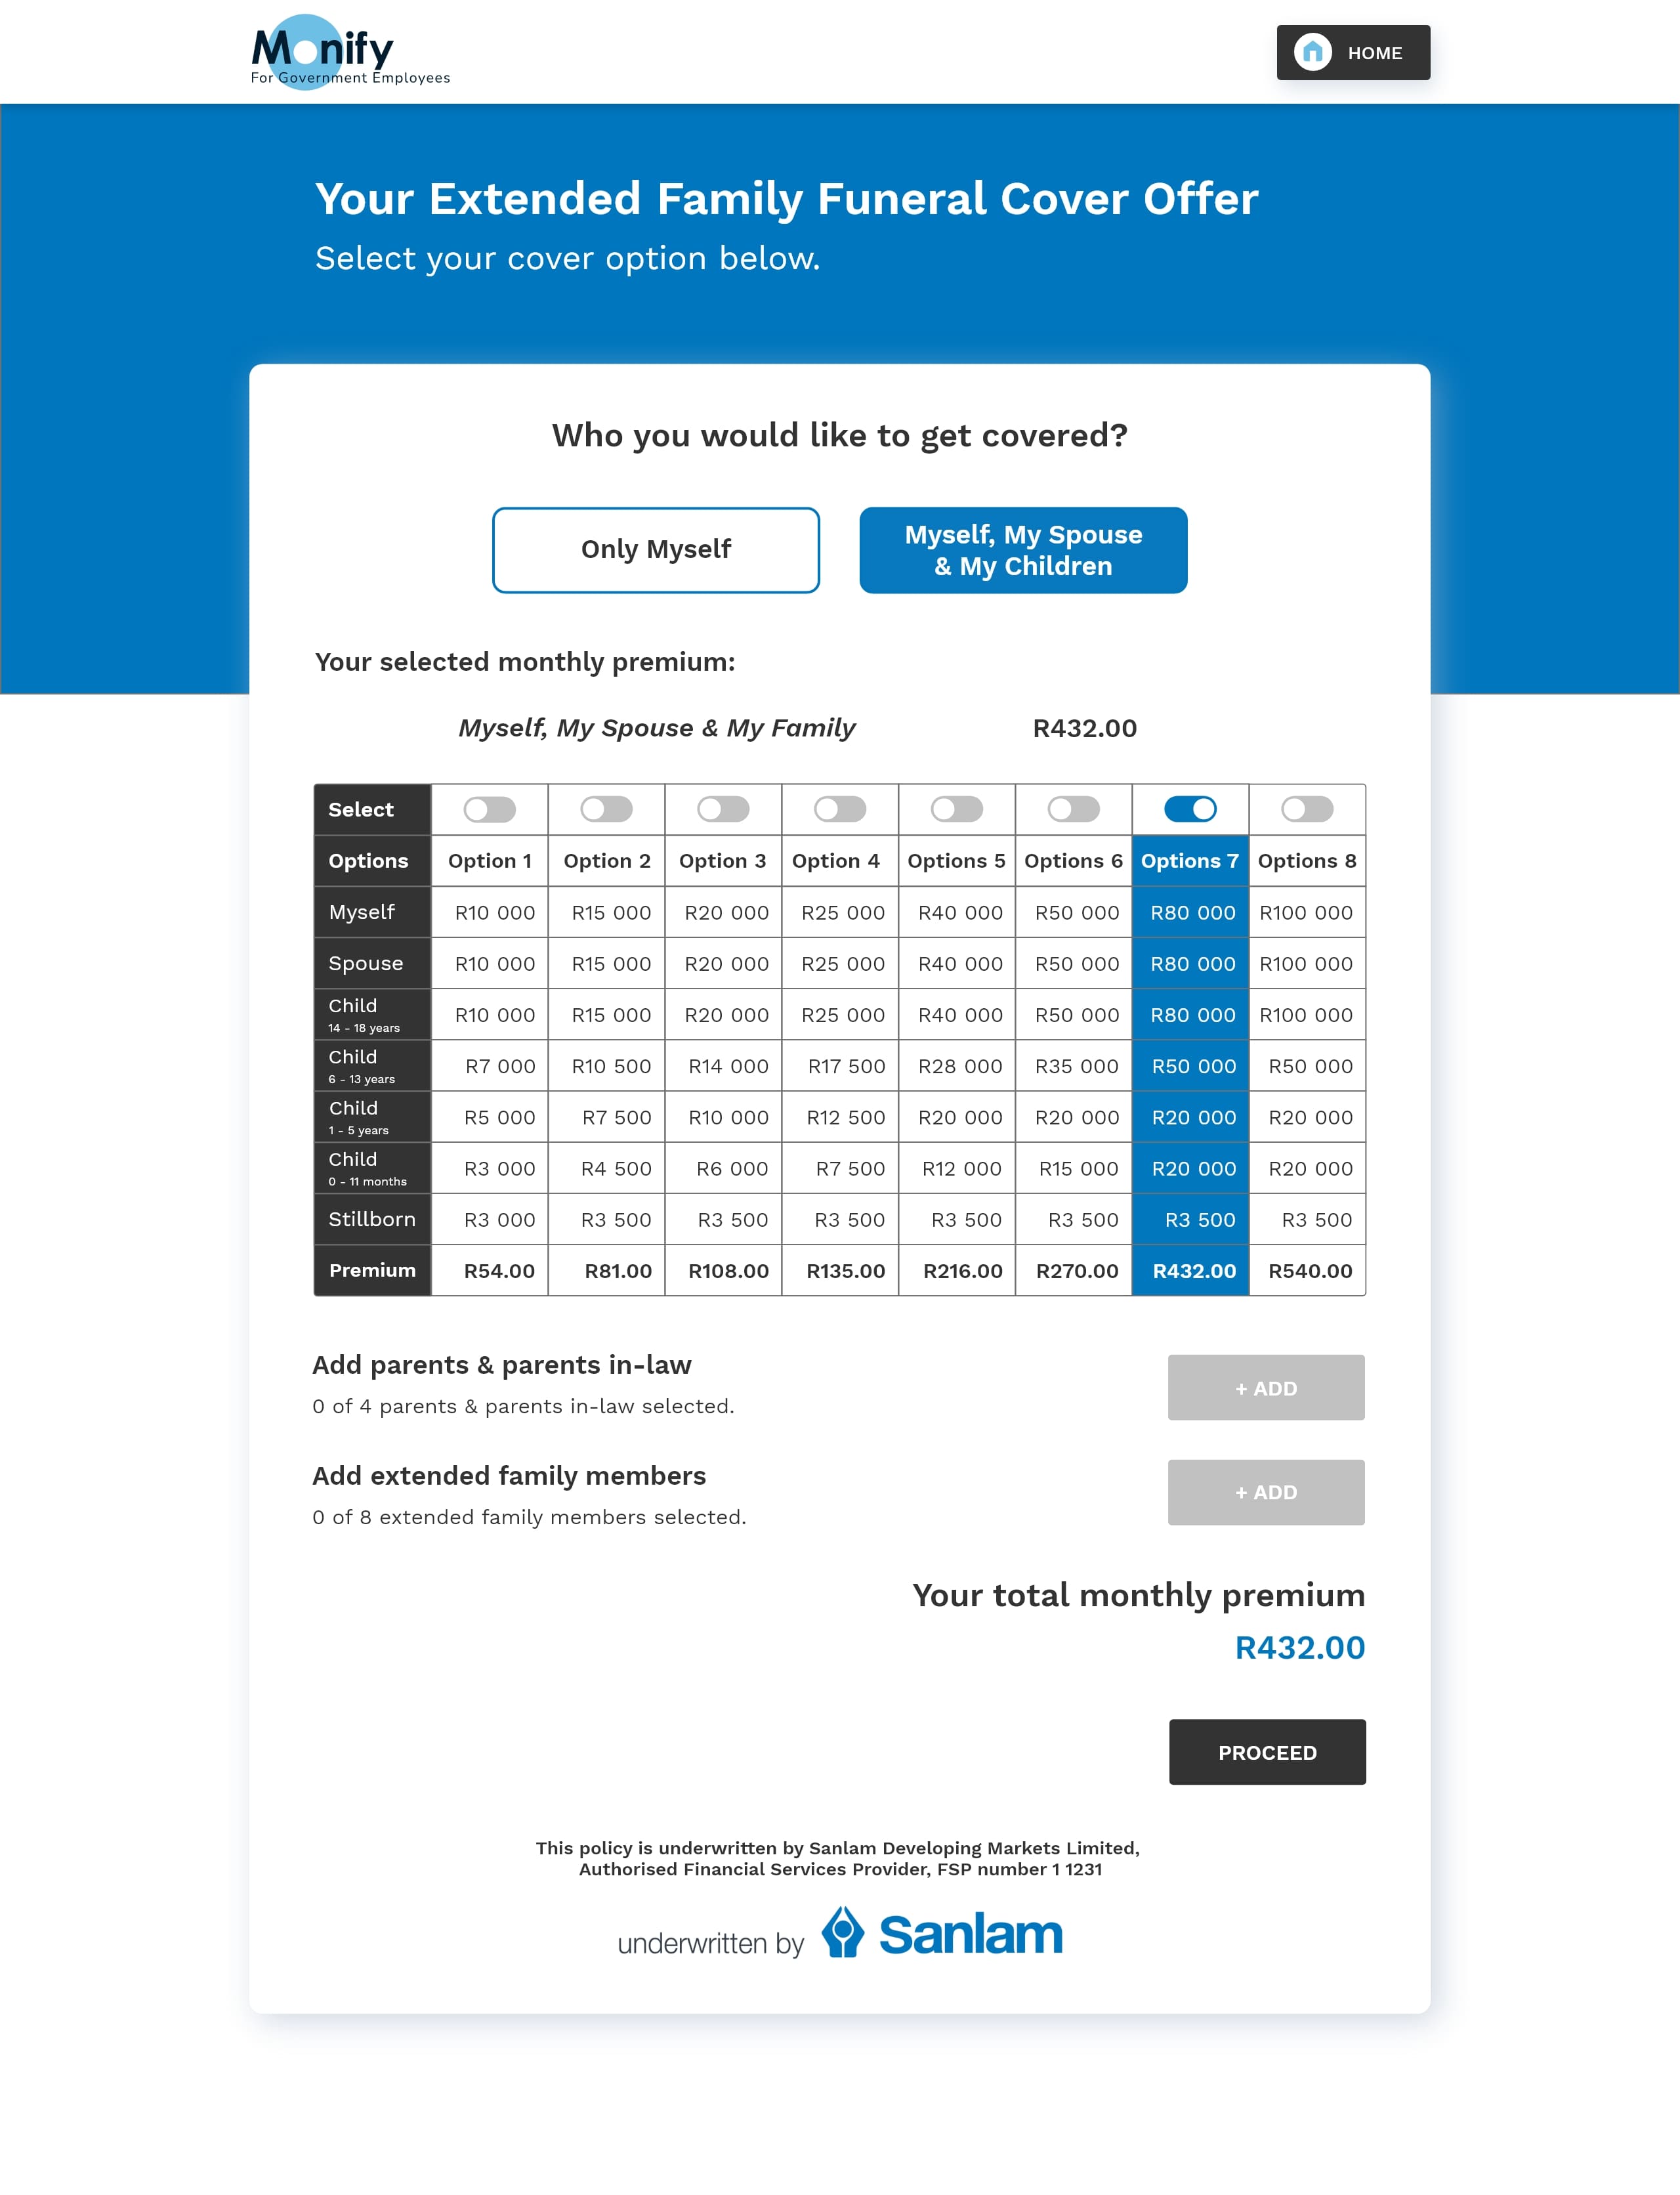 Monify
For Government Employees
HOME
Your Extended Family Funeral Cover Offer
Select your cover option below.
Who you would like to get covered?
Only Myself
Myself, My Spouse
& My Children
Your selected monthly premium:
Myself, My Spouse & My Family R432.00
Select
Options Option 1 Option 2 Option 3 Option 4 Options 5 Options 6 Options 7 Options 8
Myself R10 000 R15 000 R20 000 R25 000 R40 000 R50 000 R80 000 R100 000
Spouse R10 000 R15 000 R20 000 R25 000 R40 000 R50 000 R80 000 R100 000
Child
14 - 18 years R10 000 R15 000 R20 000 R25 000 R40 000 R50 000 R80 000 R100 000
Child
6 - 13 years R7 000 R10 500 R14 000 R17 500 R28 000 R35 000 R50 000 R50 000
Child
1 - 5 years R5 000 R7 500 R10 000 R12 500 R20 000 R20 000 R20 000 R20 000
Child
0 - 11 months R3 000 R4 500 R6 000 R7 500 R12 000 R15 000 R20 000 R20 000
Stillborn R3 000 R3 500 R3 500 R3 500 R3 500 R3 500 R3 500 R3 500
Premium R54.00 R81.00 R108.00 R135.00 R216.00 R270.00 R432.00 R540.00
Add parents & parents in-law
0 of 4 parents & parents in-law selected.
+ ADD
Add extended family members
0 of 8 extended family members selected.
+ ADD
Your total monthly premium
R432.00
PROCEED
This policy is underwritten by Sanlam Developing Markets Limited,
Authorised Financial Services Provider, FSP number 1 1231
underwritten by Sanlam